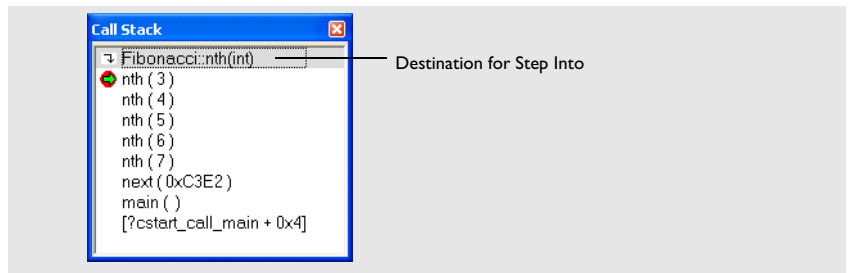 Call Stack
Fibonacci::nth(int)
Destination for Step Into
nth ( 3 )
nth ( 4 )
nth ( 5 )
nth ( 6 )
nth ( 7 )
next ( 0xC3E2 )
main ( )
[?cstart_call_main + 0x4]